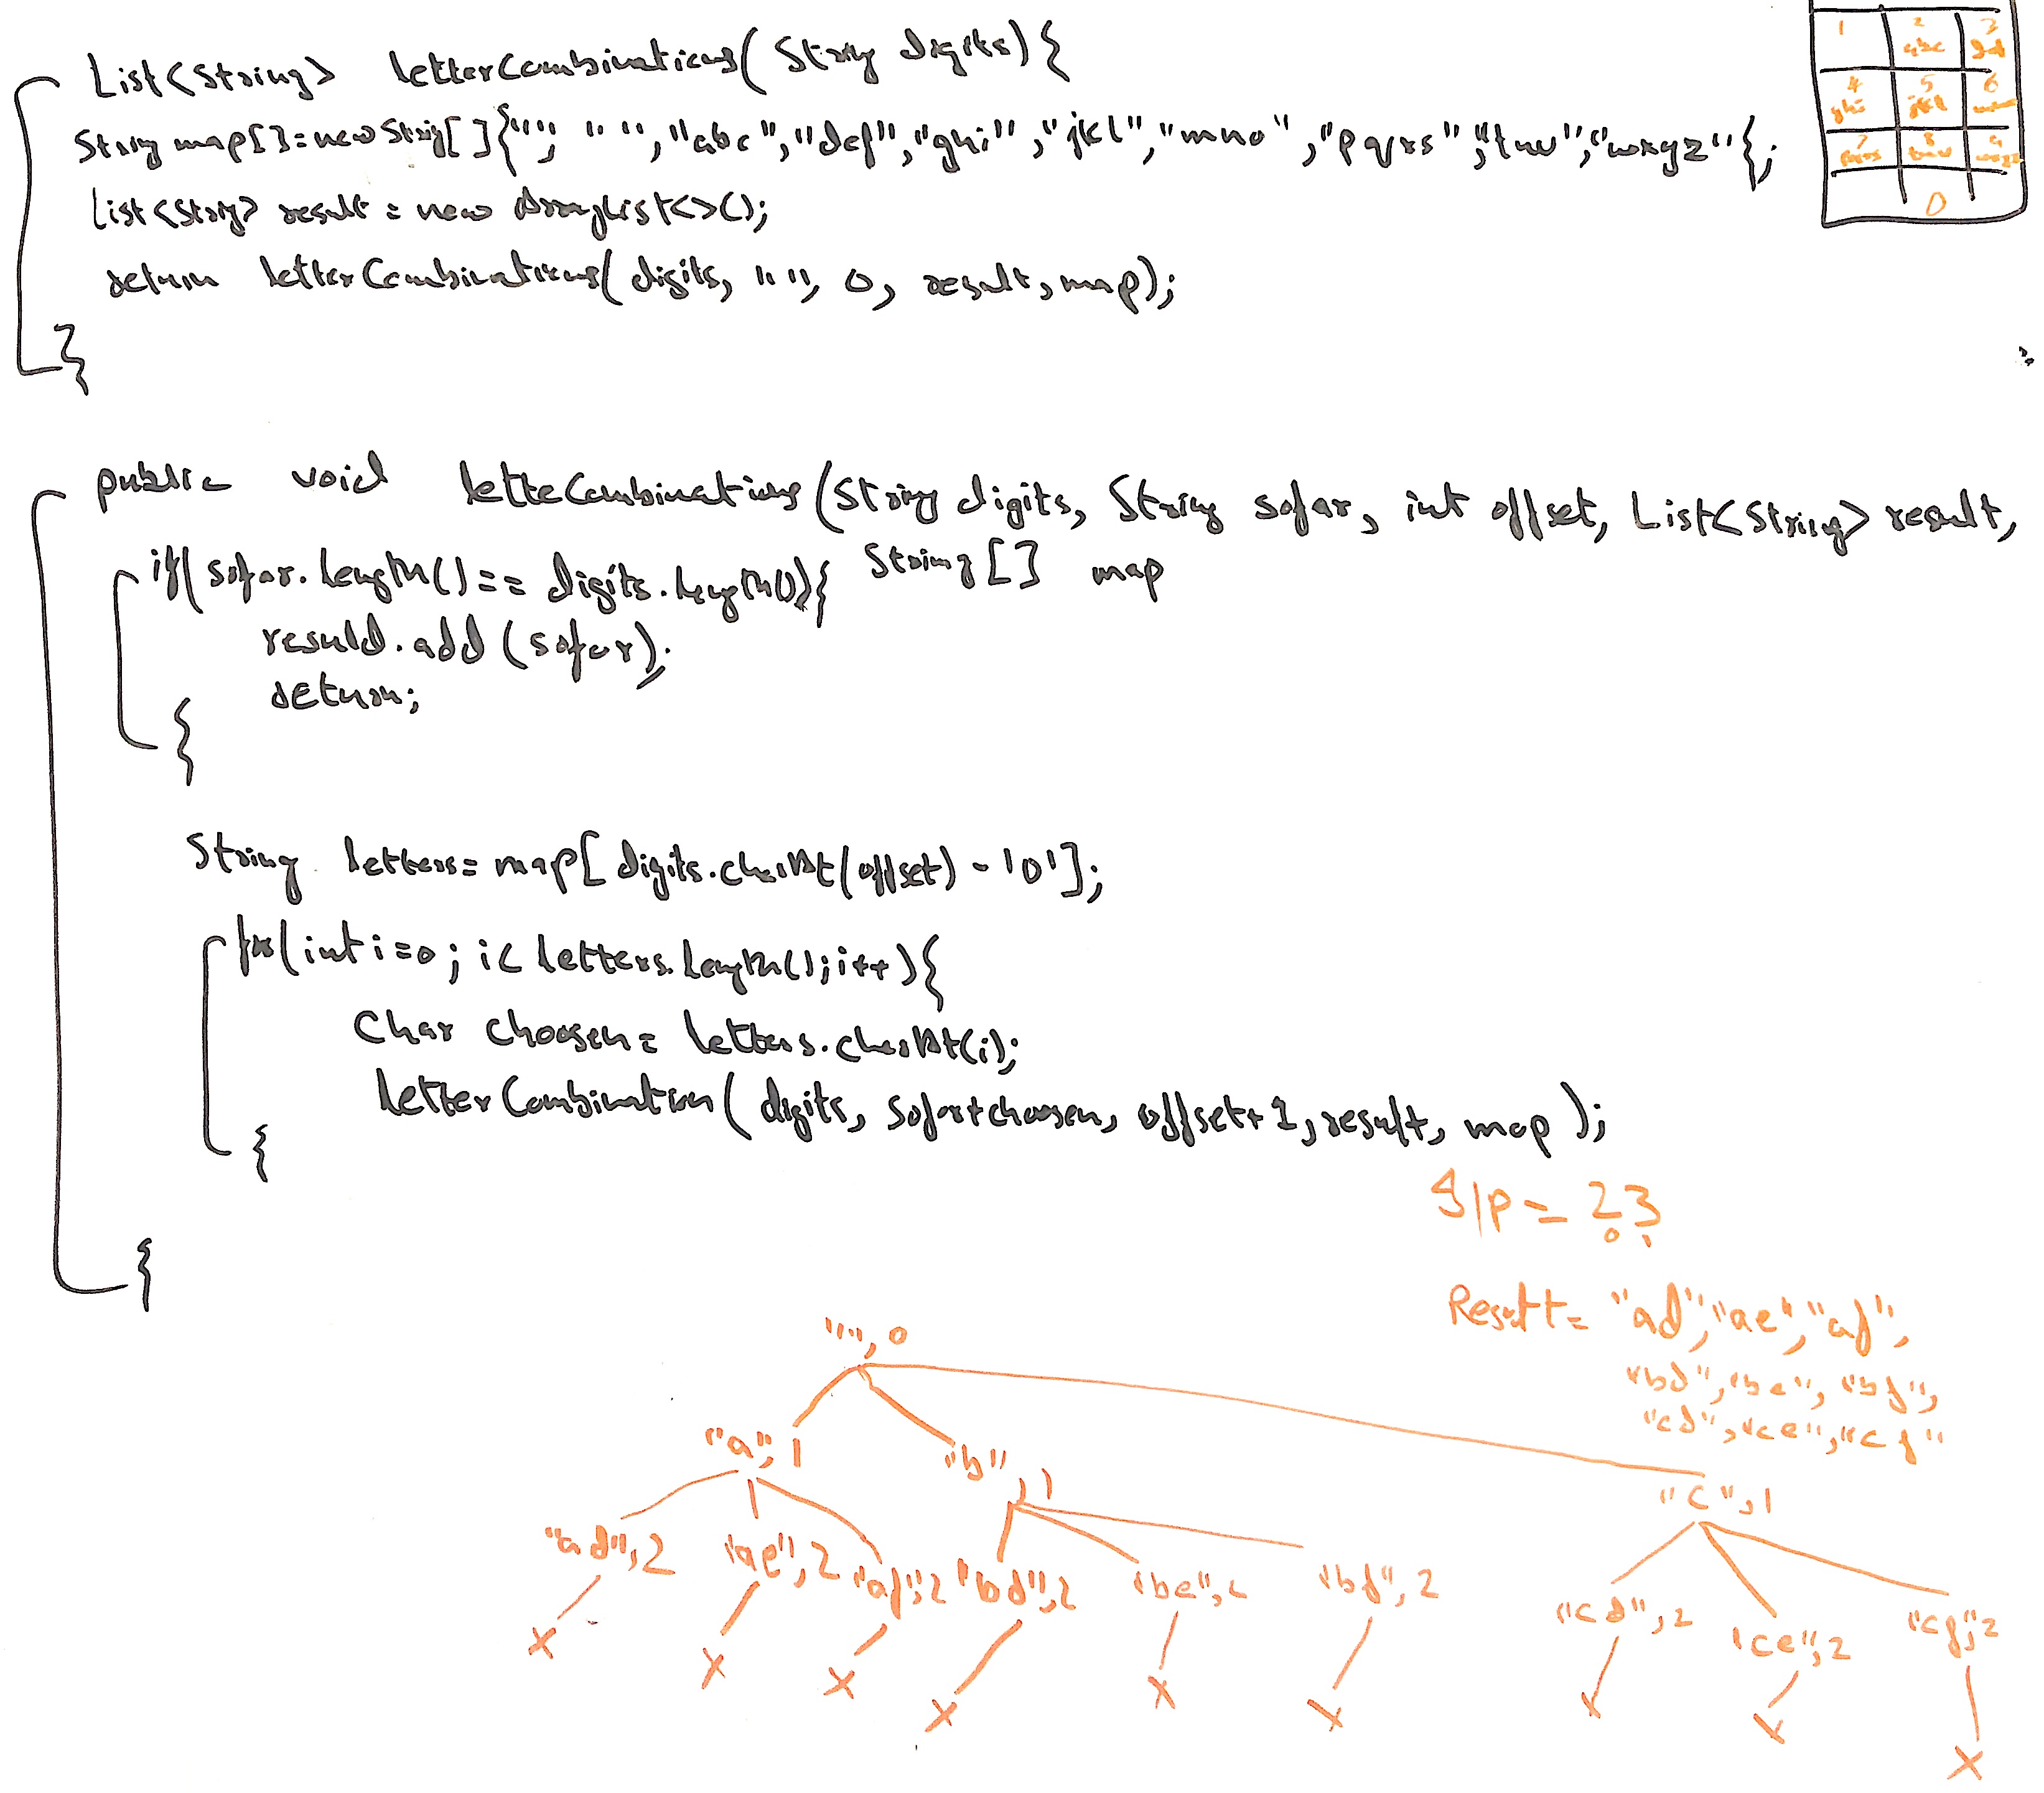 List<String> letterCombinations( String digits){
String map[]=new String[]{"", "", "abc","def","ghi","jkl","mno","pqrs","tuv","wxyz"{;
List<String> result = new ArrayList<>();
return letterCombinations( digits, "", 0, result, map);
}
1 2 3
abc
4 5 6
ghi jkl
7 8 9
pqrs tuv wxyz
0
public void letteCombinations (String digits, String sofar, int offset, List<String> result,
String[] map
if( sofar.length()== digits.length()){
result.add (sofar);
return;
{
String letters= map[ digits.charAt(offset) - '0'];
for(int i=0; i< letters.length();i++){
Char choosen= letters.charAt(i);
letterCombination( digits, sofar+choosen, offset+1, result, map );
{
{
I/P = 23
0 1
Result= "ad","ae","af",
"bd","be","bf",
"cd","ce","cf"
"",0
"a",1 "b",1 "c",1
"ad",2 "ae",2 "af",2 "bd",2 "be",2 "bf",2 "cd",2 "ce",2 "cf",2
x x x x x x x x x